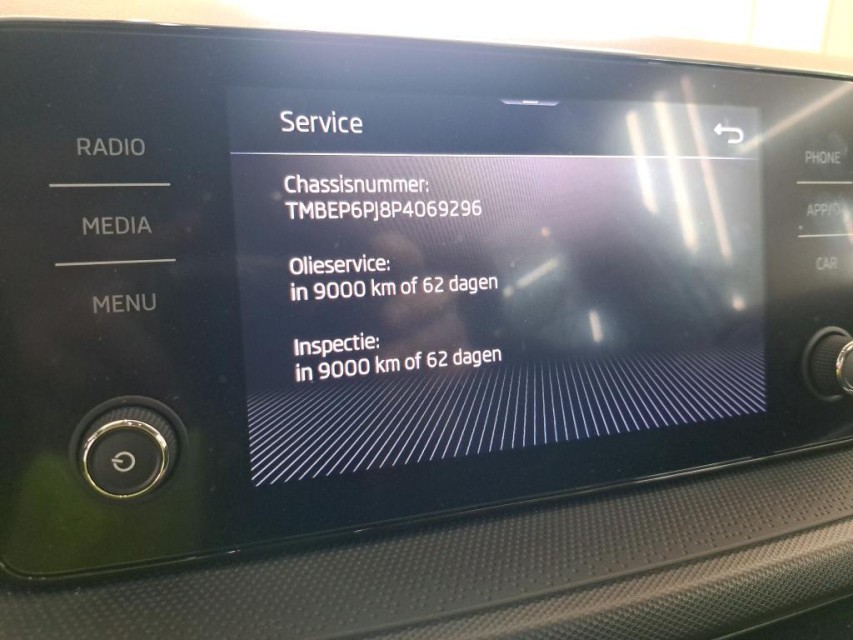 Service
RADIO
MEDIA
MENU
Chassisnummer:
TMBEP6PJ8P4069296
Olieservice:
in 9000 km of 62 dagen
Inspectie:
in 9000 km of 62 dagen
PHONE
CAR